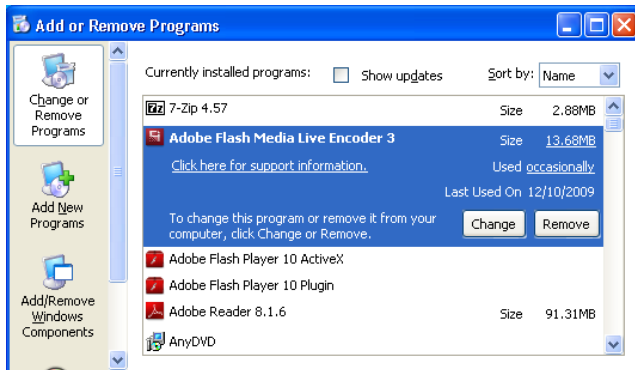 Add or Remove Programs
Change or
Remove
Programs
Add New
Programs
Add/Remove
Windows
Components
Currently installed programs: Show updates Sort by: Name
7z 7-Zip 4.57 Size 2.88MB
Adobe Flash Media Live Encoder 3 Size 13.68MB
Click here for support information. Used occasionally
Last Used On 12/10/2009
To change this program or remove it from your
computer, click Change or Remove. Change Remove
Adobe Flash Player 10 ActiveX
Adobe Flash Player 10 Plugin
Adobe Reader 8.1.6 Size 91.31MB
AnyDVD